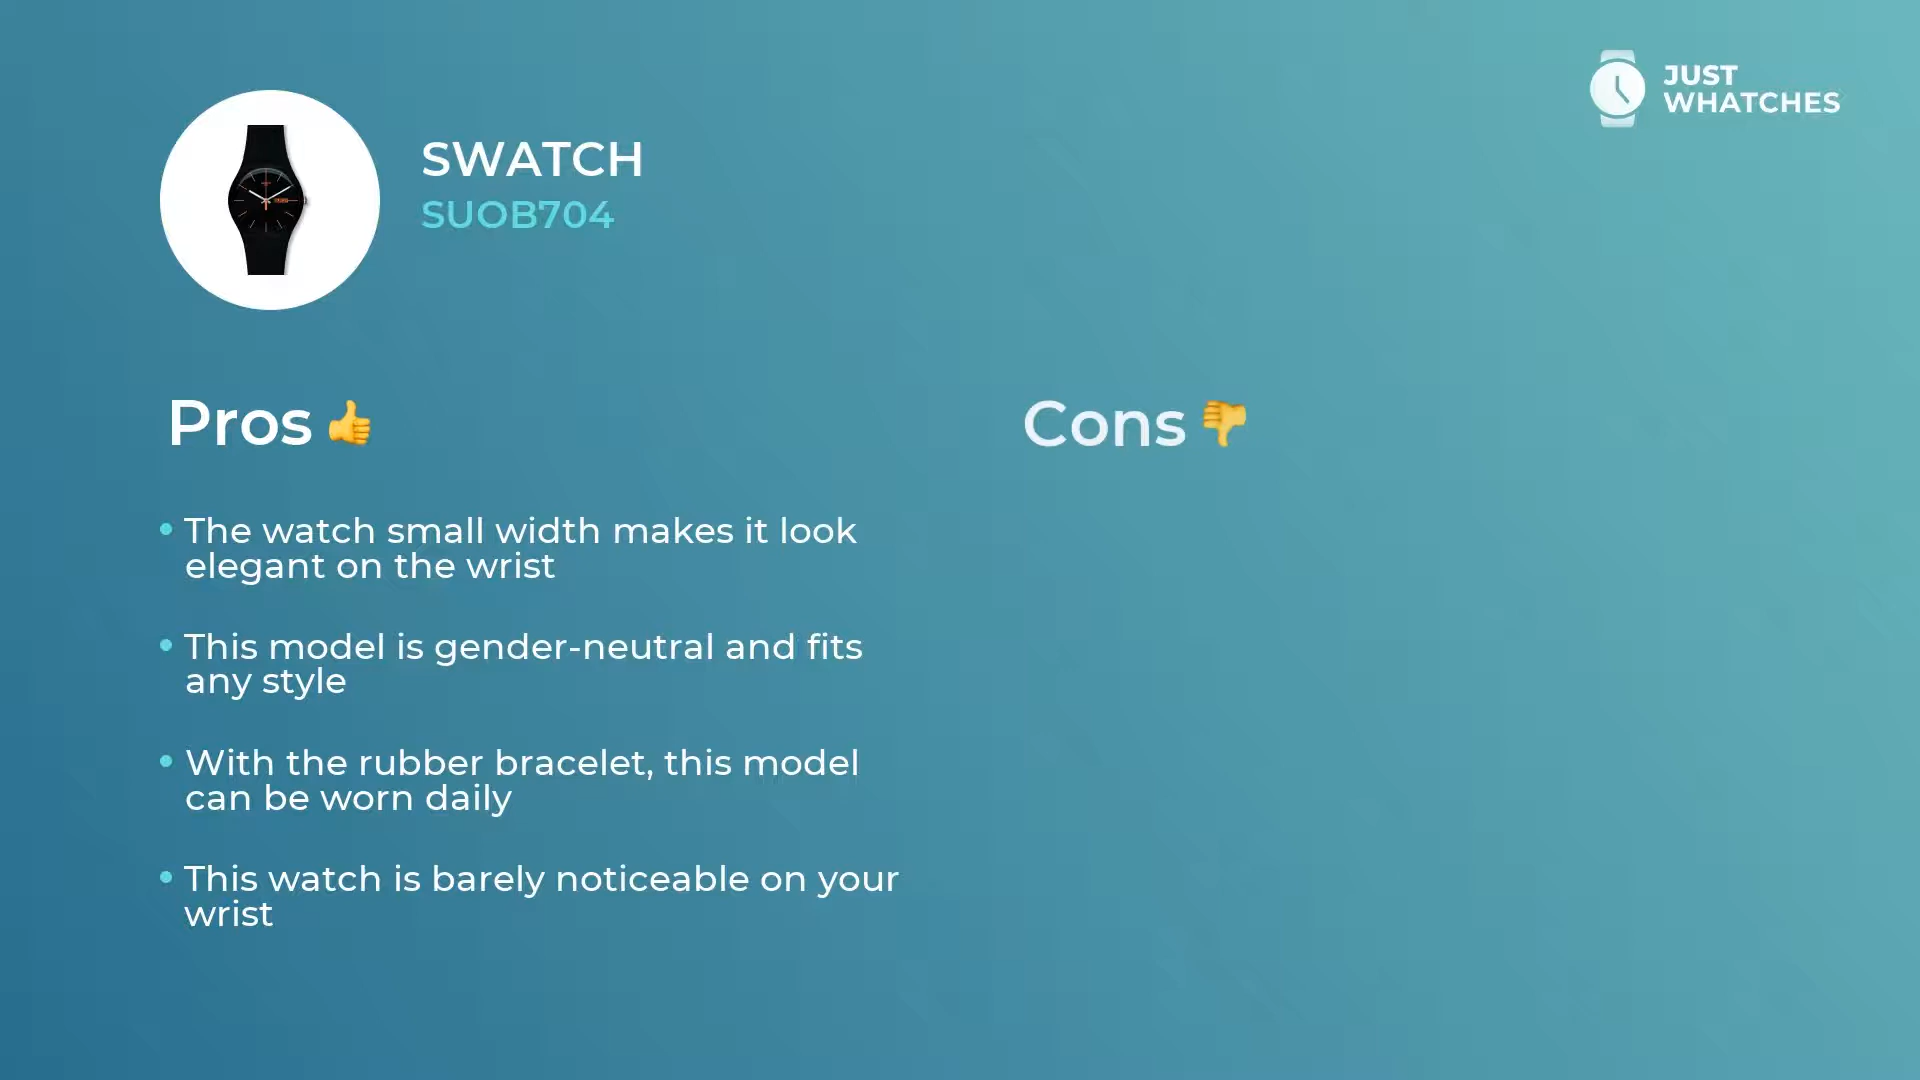 JUST
WHATCHES
SWATCH
SUOB704
Pros
Cons
• The watch small width makes it look
elegant on the wrist
• This model is gender-neutral and fits
any style
• With the rubber bracelet, this model
can be worn daily
• This watch is barely noticeable on your
wrist